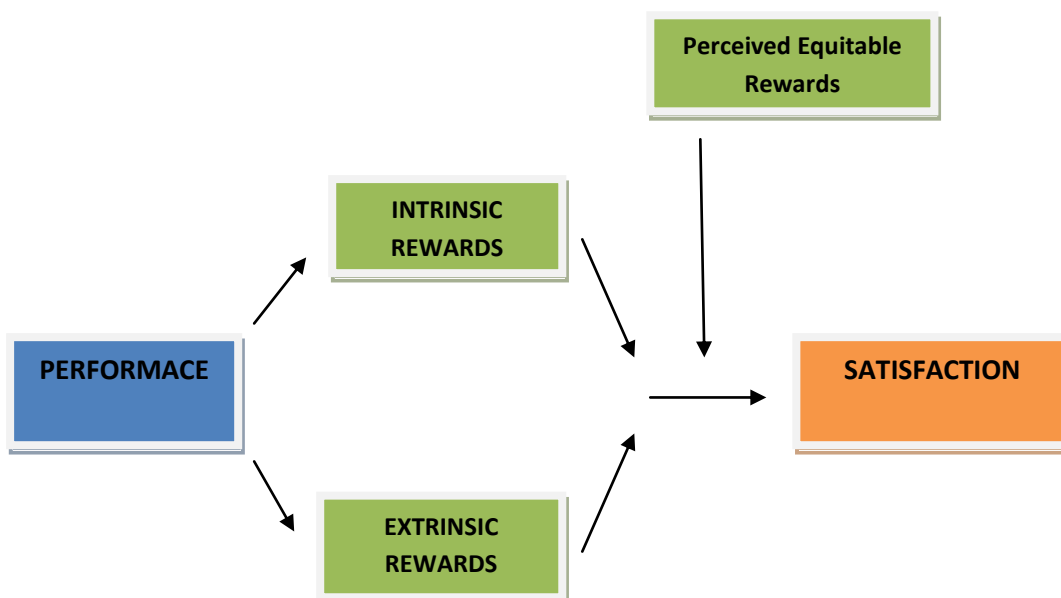 Perceived Equitable
Rewards
INTRINSIC
REWARDS
PERFORMACE
SATISFACTION
EXTRINSIC
REWARDS